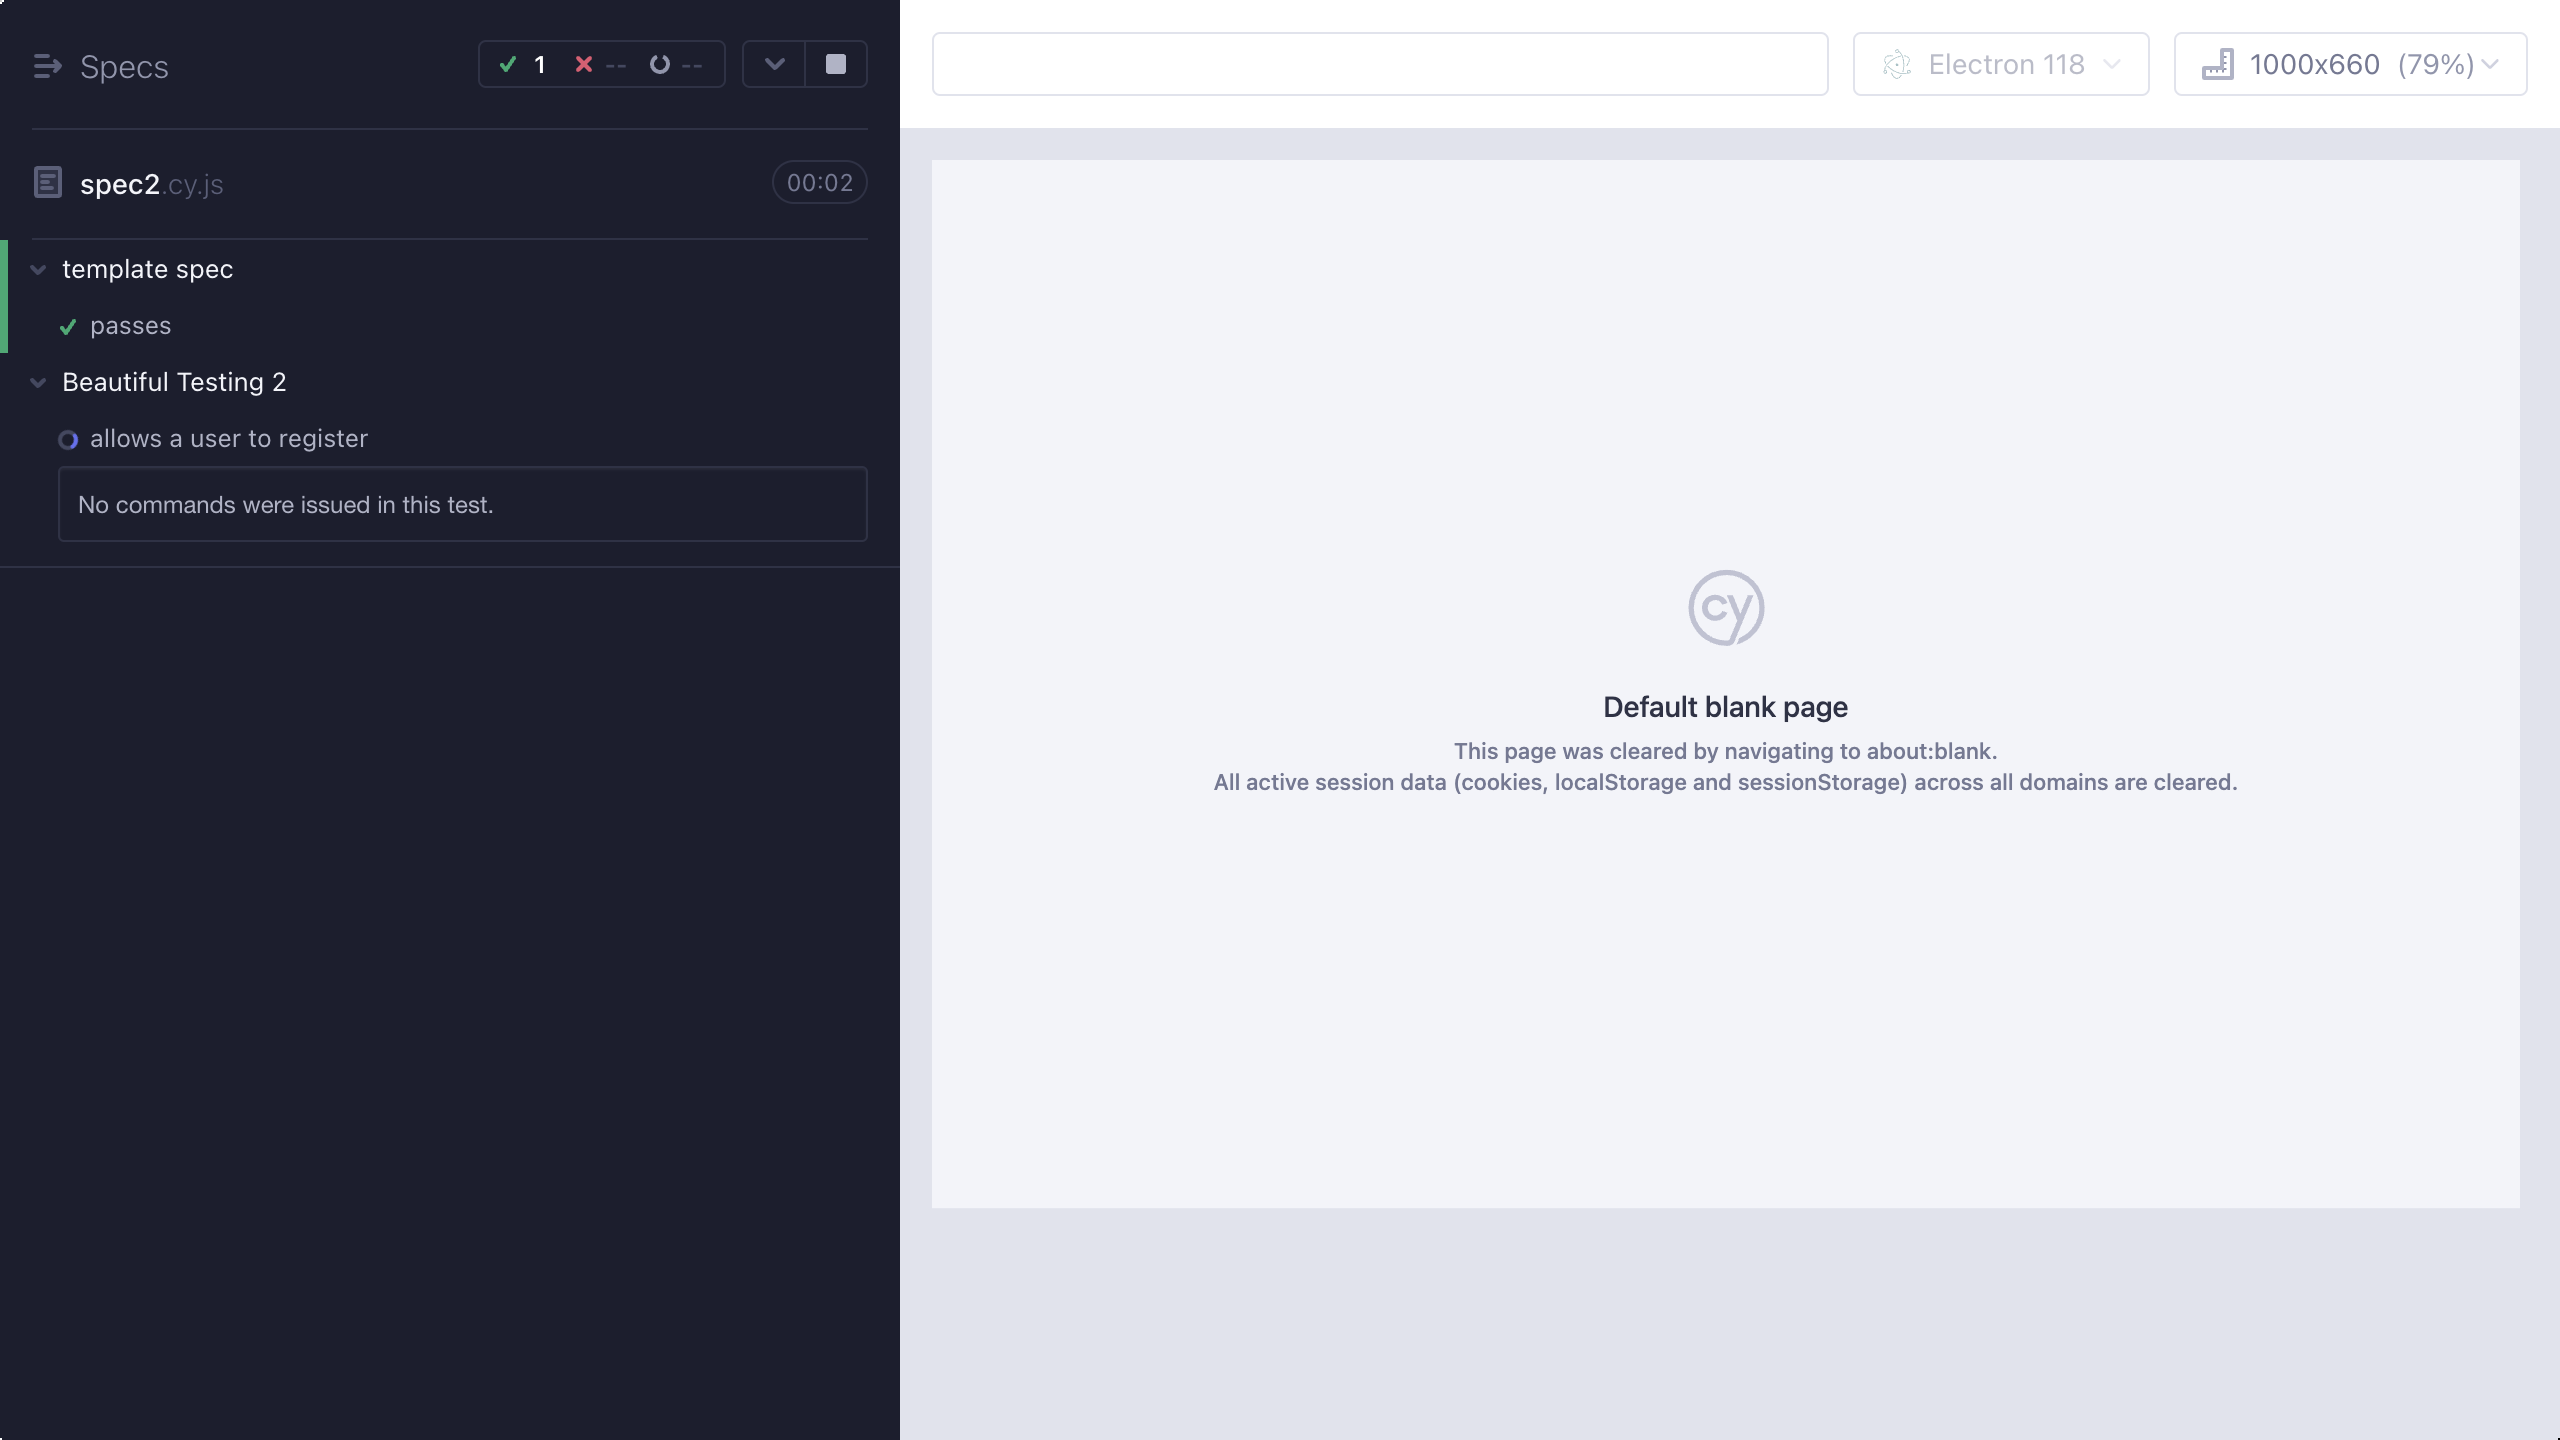 Specs
1 -- --
spec2.cy.js
00:02
template spec
passes
Beautiful Testing 2
allows a user to register
No commands were issued in this test.
Electron 118
1000x660 (79%)
cy
Default blank page
This page was cleared by navigating to about:blank.
All active session data (cookies, localStorage and sessionStorage) across all domains are cleared.